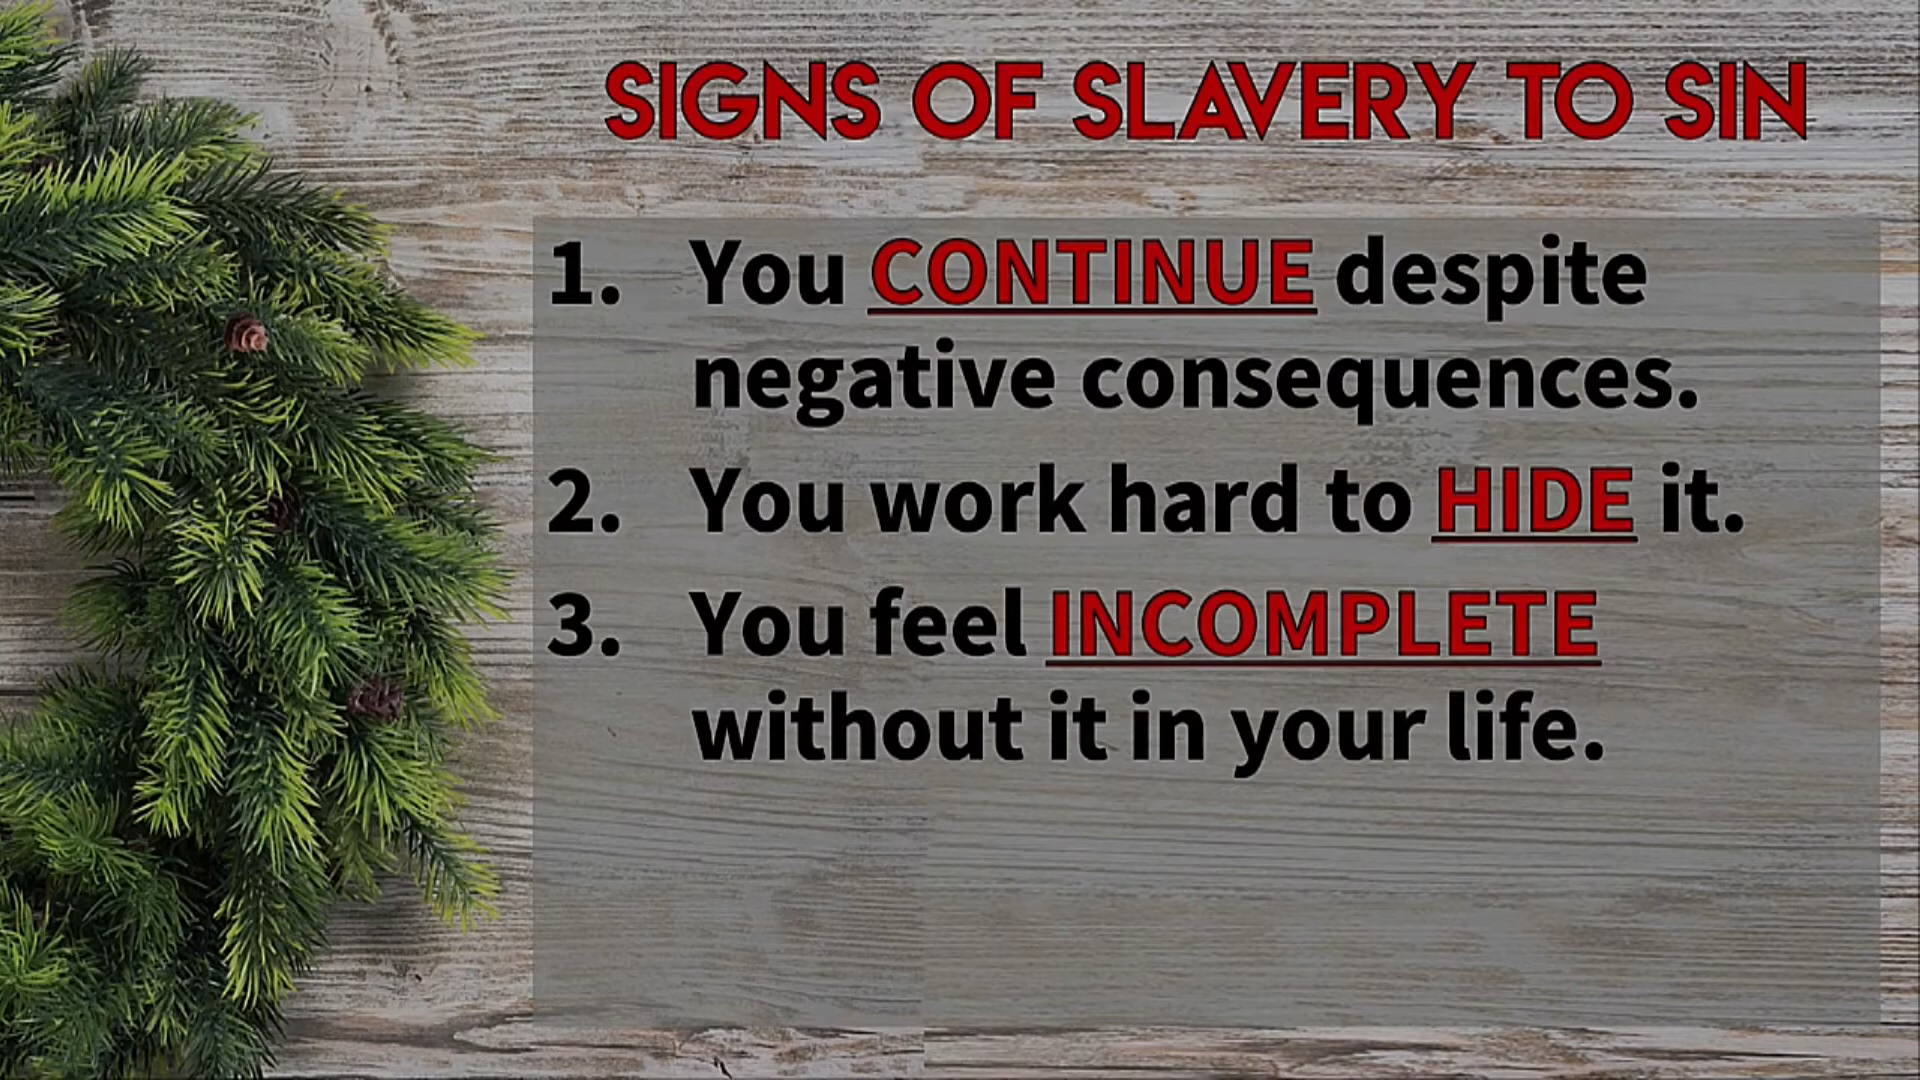 SIGNS OF SLAVERY TO SIN
1. You CONTINUE despite
negative consequences.
2. You work hard to HIDE it.
3. You feel INCOMPLETE
without it in your life.